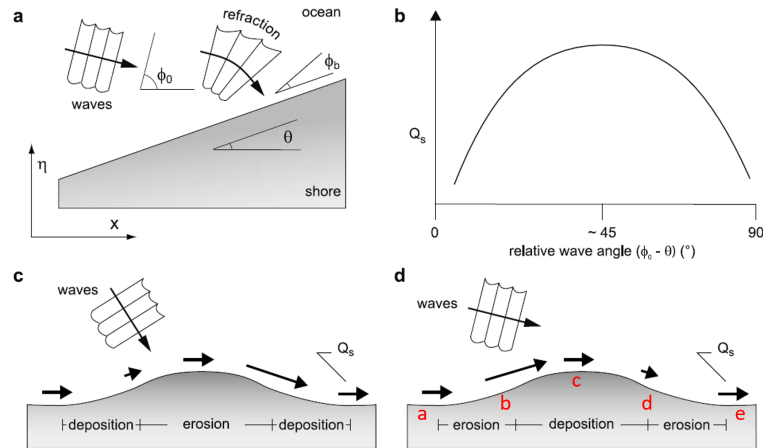 a
ocean
refraction
ϕ0
ϕb
waves
θ
η
shore
x
b
Qs
0
~ 45
90
relative wave angle (ϕ0 - θ) (°)
c
waves
Qs
deposition
erosion
deposition
d
waves
Qs
a
b
c
d
e
erosion
deposition
erosion